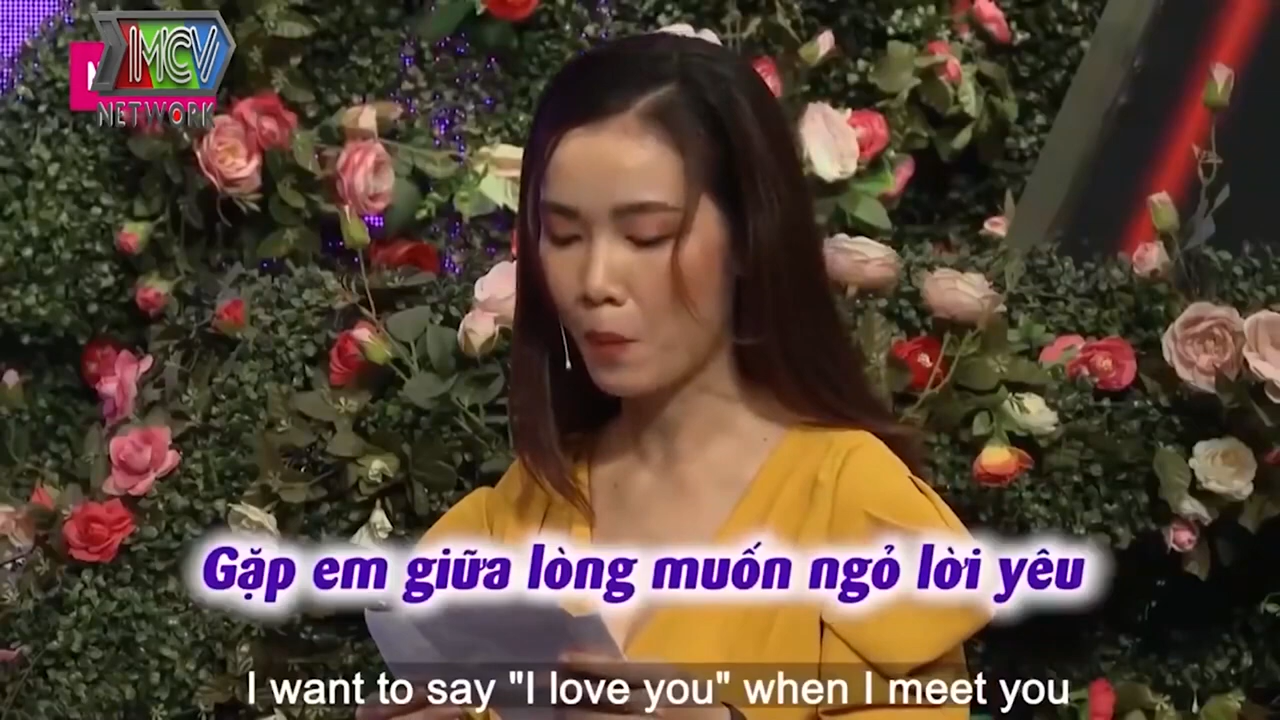 MCV
NETWORK
Gặp em giữa lòng muốn ngỏ lời yêu
I want to say "I love you" when I meet you